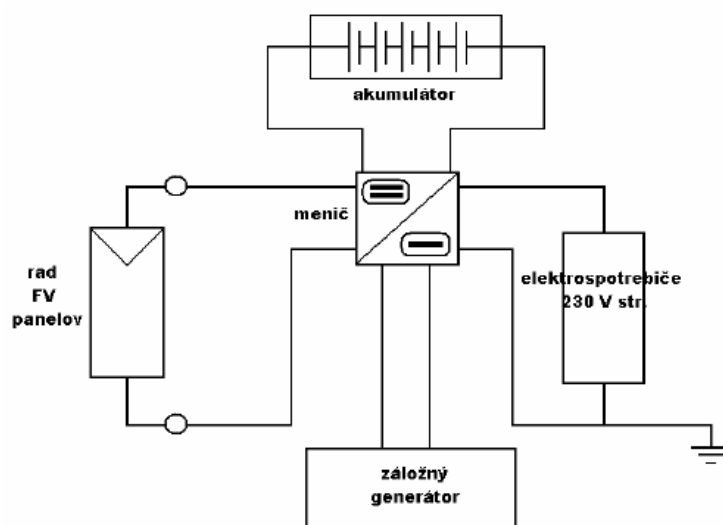 akumulátor
menič
rad
FV
panelov
elektrospotrebiče
230 V str.
záložný
generátor